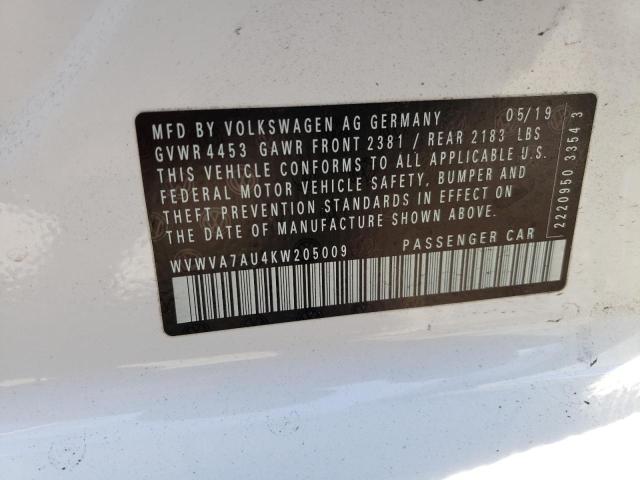 MFD BY VOLKSWAGEN AG GERMANY 05/19
GVWR 4453 GAWR FRONT 2381 / REAR 2183 LBS
THIS VEHICLE CONFORMS TO ALL APPLICABLE U.S.
FEDERAL MOTOR VEHICLE SAFETY, BUMPER AND
THEFT PREVENTION STANDARDS IN EFFECT ON
THE DATE OF MANUFACTURE SHOWN ABOVE.
WVWVA7AU4KW205009 PASSENGER CAR
2220950 3354 3